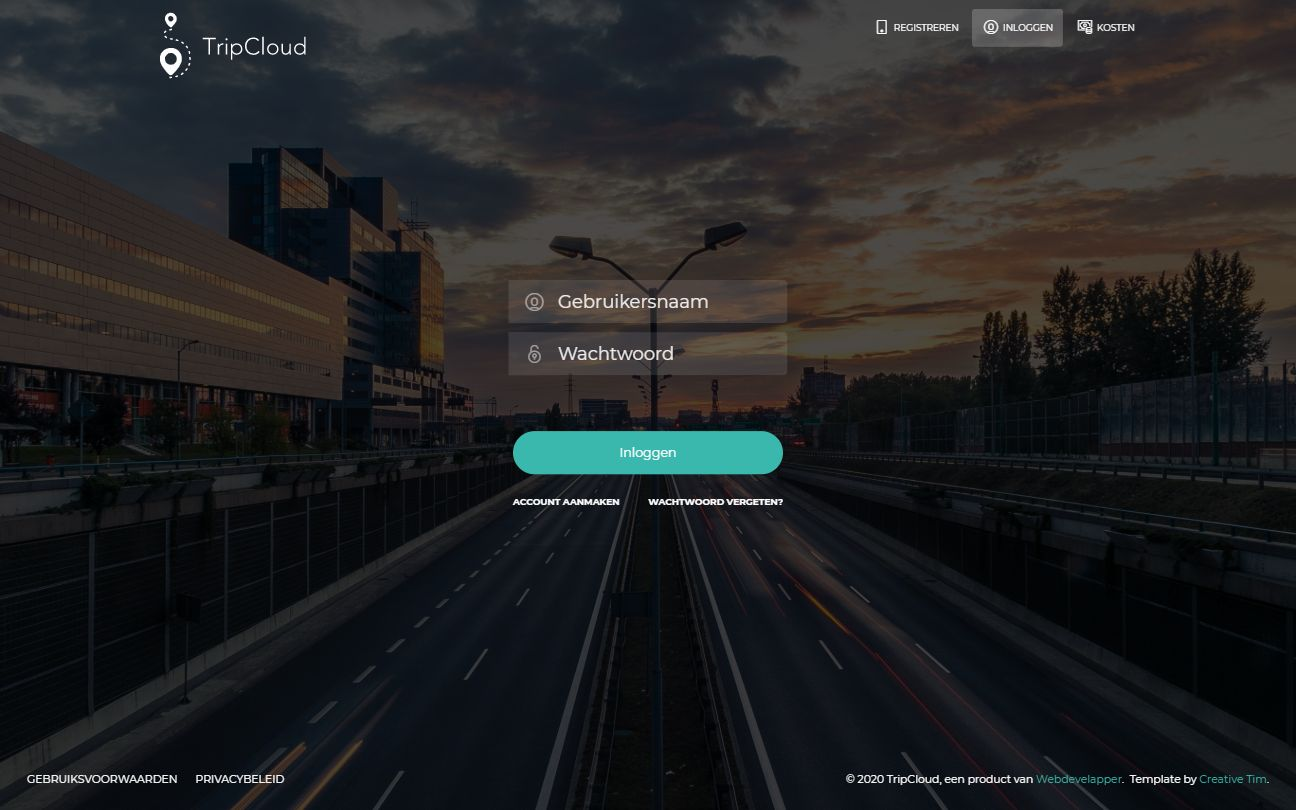 TripCloud
REGISTREREN
INLOGGEN
KOSTEN
Gebruikersnaam
Wachtwoord
Inloggen
ACCOUNT AANMAKEN
WACHTWOORD VERGETEN?
GEBRUIKSVOORWAARDEN
PRIVACYBELEID
© 2020 TripCloud, een product van Webdevelapper. Template by Creative Tim.